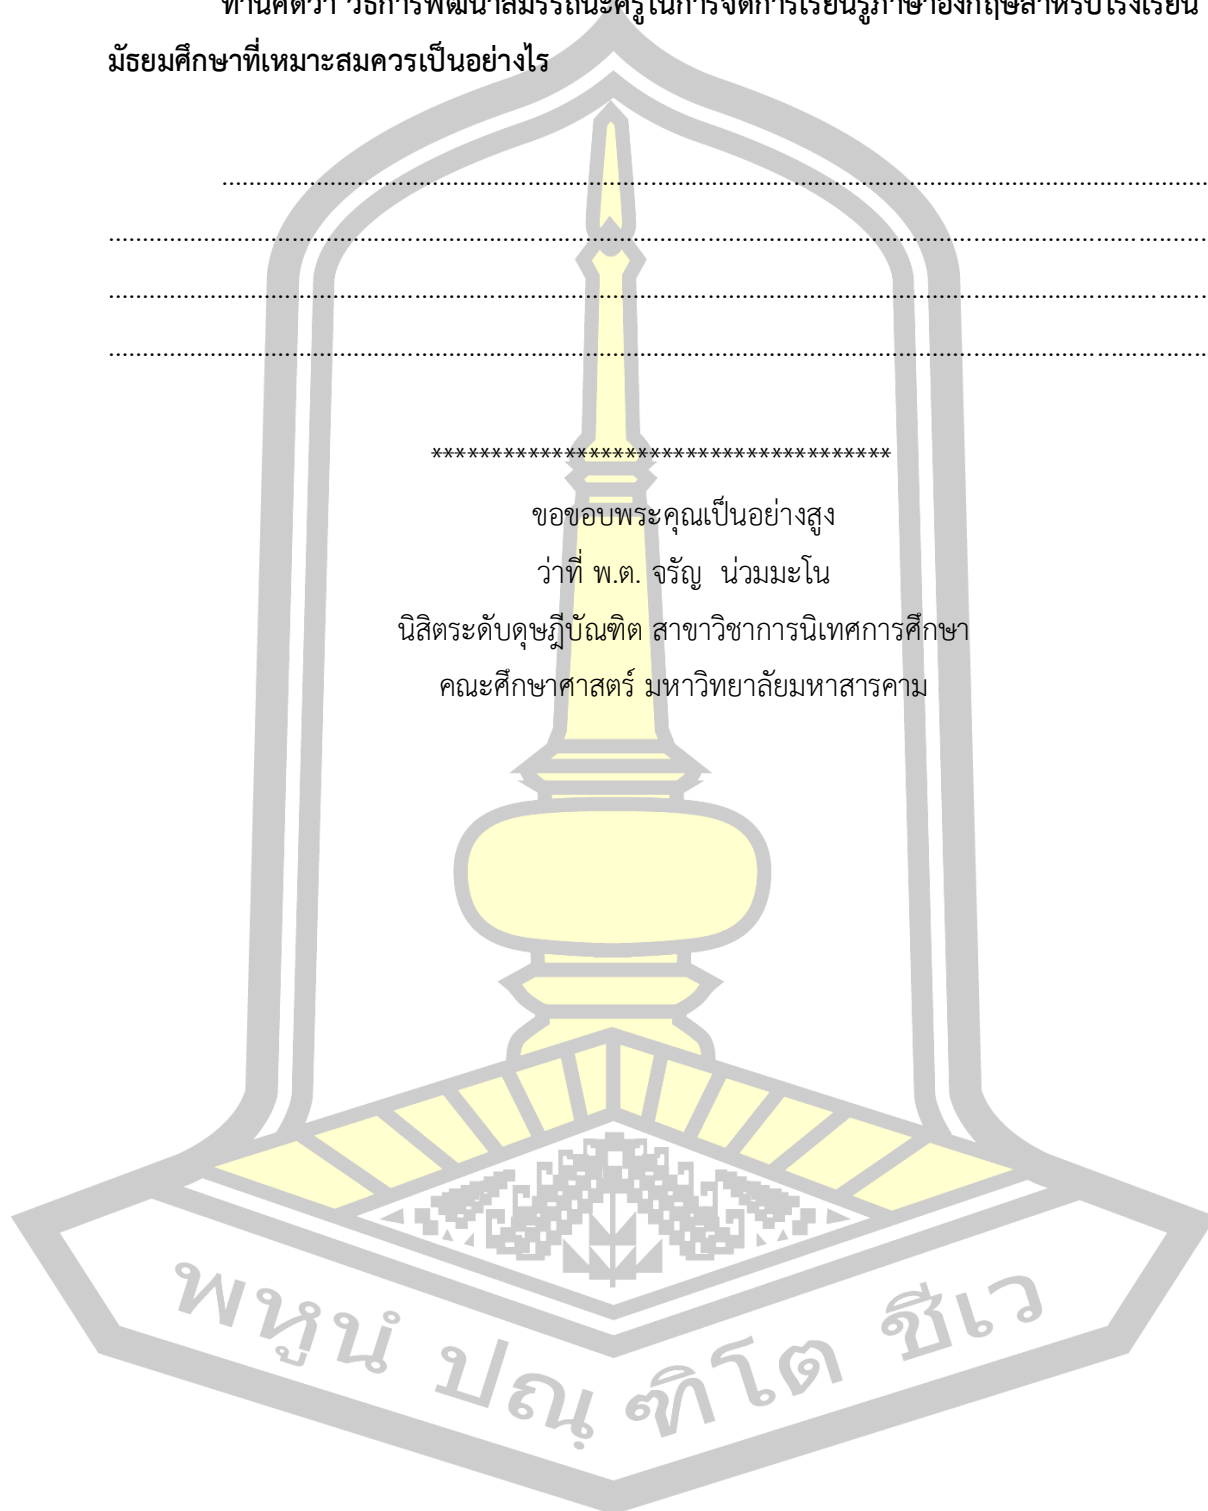 ท่านคิดว่า วิธีการพัฒนาสมรรถนะครูในการจัดการเรียนรู้ภาษาอังกฤษสำหรับโรงเรียน
มัธยมศึกษาที่เหมาะสมควรเป็นอย่างไร
....................................................................................................................................................
....................................................................................................................................................................
....................................................................................................................................................................
....................................................................................................................................................................
**************************************
ขอขอบพระคุณเป็นอย่างสูง
ว่าที่ พ.ต. จรัญ น่วมมะโน
นิสิตระดับดุษฎีบัณฑิต สาขาวิชาการนิเทศการศึกษา
คณะศึกษาศาสตร์ มหาวิทยาลัยมหาสารคาม
พหูนํ ปณฺฑิโต ชีเว